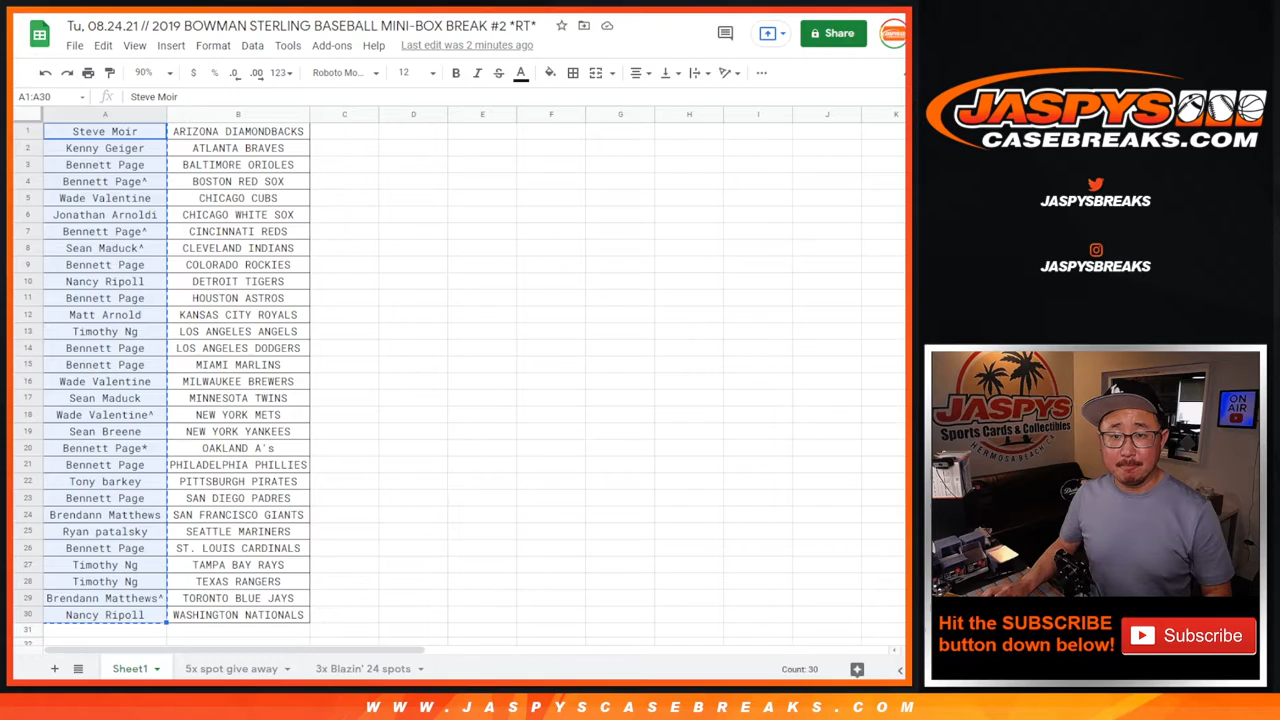 Tu, 08.24.21 // 2019 BOWMAN STERLING BASEBALL MINI-BOX BREAK #2 *RT*
File Edit View Insert Format Data Tools Add-ons Help Last edit was 2 minutes ago
Share
90% $ % .0 .00 123 Roboto Mo... 12 B I S A
A1:A30 fx Steve Moir
A B C D E F G H I J K
1 Steve Moir ARIZONA DIAMONDBACKS
2 Kenny Geiger ATLANTA BRAVES
3 Bennett Page BALTIMORE ORIOLES
4 Bennett Page^ BOSTON RED SOX
5 Wade Valentine CHICAGO CUBS
6 Jonathan Arnoldi CHICAGO WHITE SOX
7 Bennett Page^ CINCINNATI REDS
8 Sean Maduck^ CLEVELAND INDIANS
9 Bennett Page COLORADO ROCKIES
10 Nancy Ripoll DETROIT TIGERS
11 Bennett Page HOUSTON ASTROS
12 Matt Arnold KANSAS CITY ROYALS
13 Timothy Ng LOS ANGELES ANGELS
14 Bennett Page LOS ANGELES DODGERS
15 Bennett Page MIAMI MARLINS
16 Wade Valentine MILWAUKEE BREWERS
17 Sean Maduck MINNESOTA TWINS
18 Wade Valentine^ NEW YORK METS
19 Sean Breene NEW YORK YANKEES
20 Bennett Page* OAKLAND A's
21 Bennett Page PHILADELPHIA PHILLIES
22 Tony barkey PITTSBURGH PIRATES
23 Bennett Page SAN DIEGO PADRES
24 Brendann Matthews SAN FRANCISCO GIANTS
25 Ryan patalsky SEATTLE MARINERS
26 Bennett Page ST. LOUIS CARDINALS
27 Timothy Ng TAMPA BAY RAYS
28 Timothy Ng TEXAS RANGERS
29 Brendann Matthews^ TORONTO BLUE JAYS
30 Nancy Ripoll WASHINGTON NATIONALS
31
32
Sheet1 5x spot give away 3x Blazin' 24 spots Count: 30
JASPYS
CASEBREAKS.COM
JASPYSBREAKS
JASPYSBREAKS
JASPYS
Sports Cards & Collectibles
HERMOSA BEACH, CA
ON AIR
Hit the SUBSCRIBE
button down below!
Subscribe
WWW.JASPYSCASEBREAKS.COM